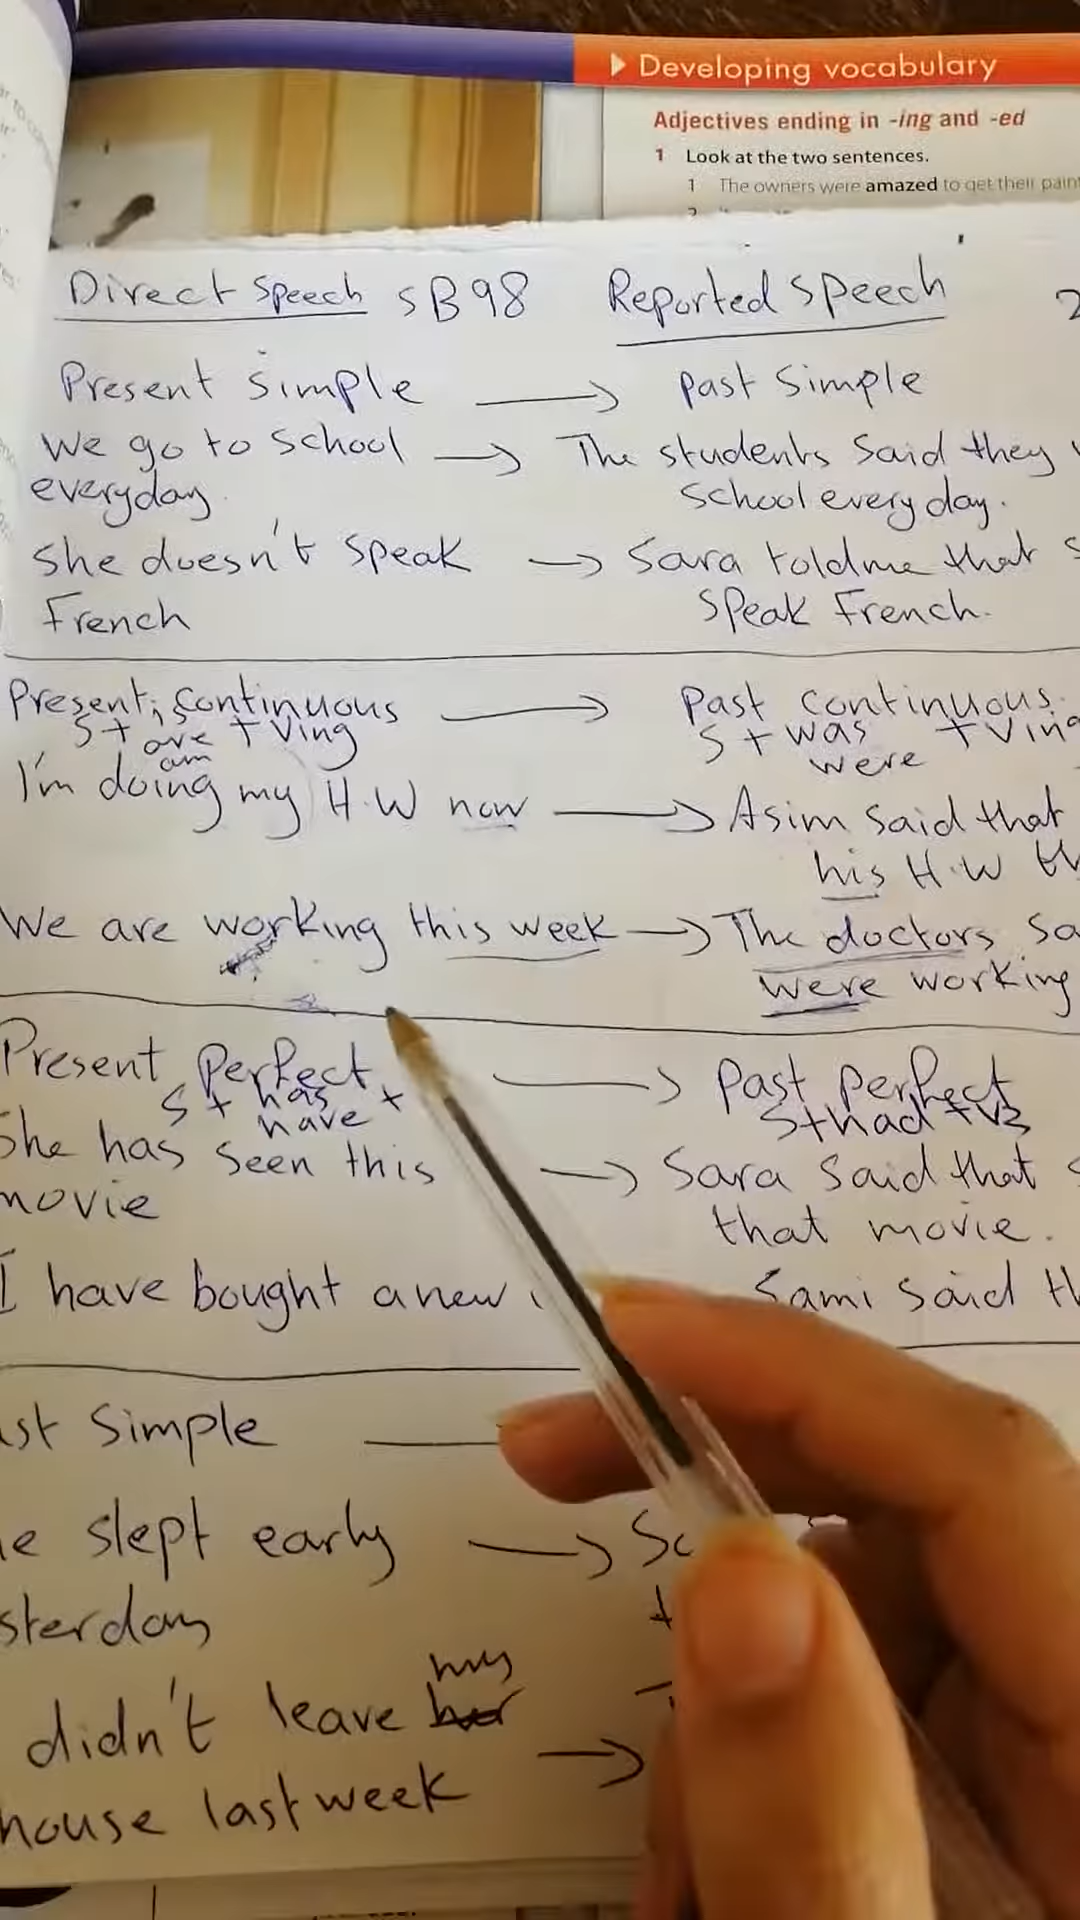 Developing vocabulary
Adjectives ending in -ing and -ed
1 Look at the two sentences.
1 The owners were amazed to get their paint
2
Direct Speech SB98 Reported Speech
Present Simple → Past Simple
We go to School → The students said they
everyday. School every day.
She doesn't speak → Sara told me that
French Speak French.
Present Continuous → Past Continuous.
S + is + Ving S + was + Ving
are were
am
I'm doing my H.W now → Asim said that
his H.W
We are working this week → The doctors
were working
Present Perfect → Past Perfect
S + has + S + had + V3
have
She has seen this → Sara said that
movie that movie.
I have bought a new Sami said
Simple
slept early →
didn't leave my
house last week →